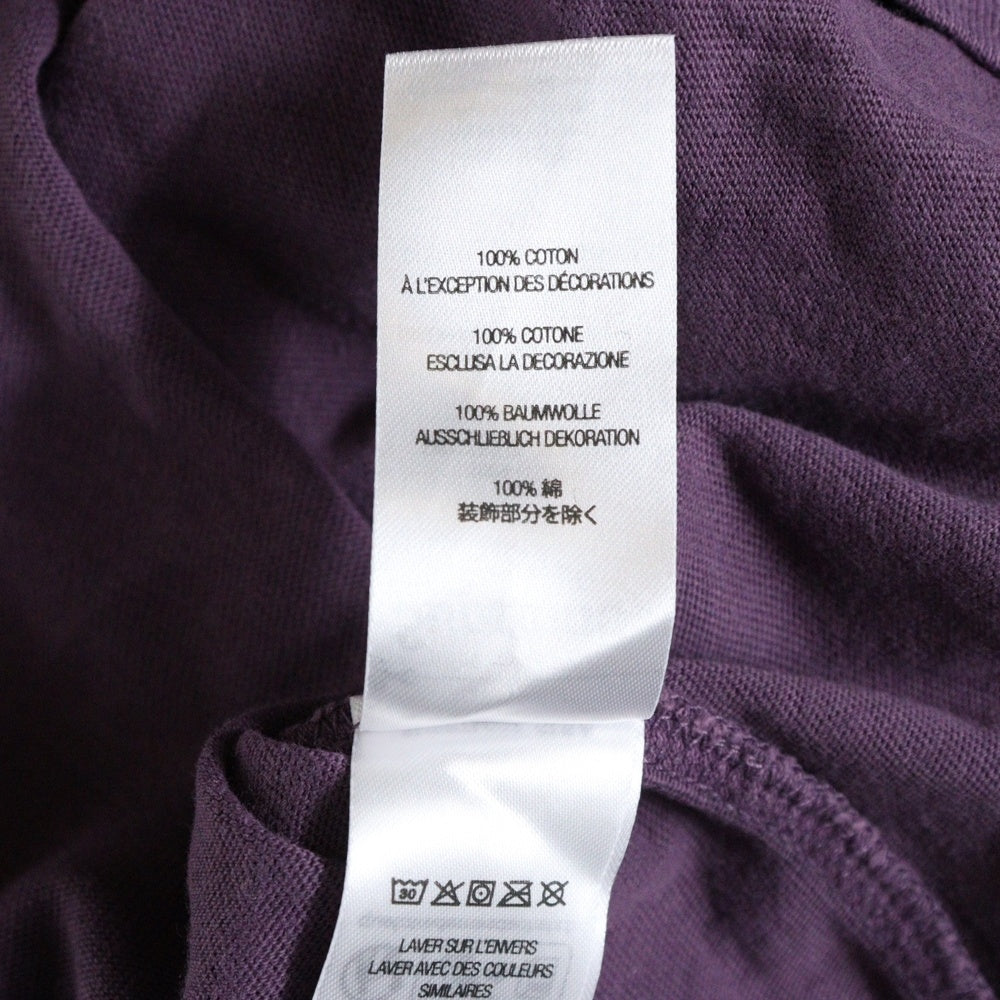 100% COTON
À L'EXCEPTION DES DÉCORATIONS
100% COTONE
ESCLUSA LA DECORAZIONE
100% BAUMWOLLE
AUSSCHLIEBLICH DEKORATION
100% 綿
装飾部分を除く
30
LAVER SUR L'ENVERS
LAVER AVEC DES COULEURS
SIMILAIRES